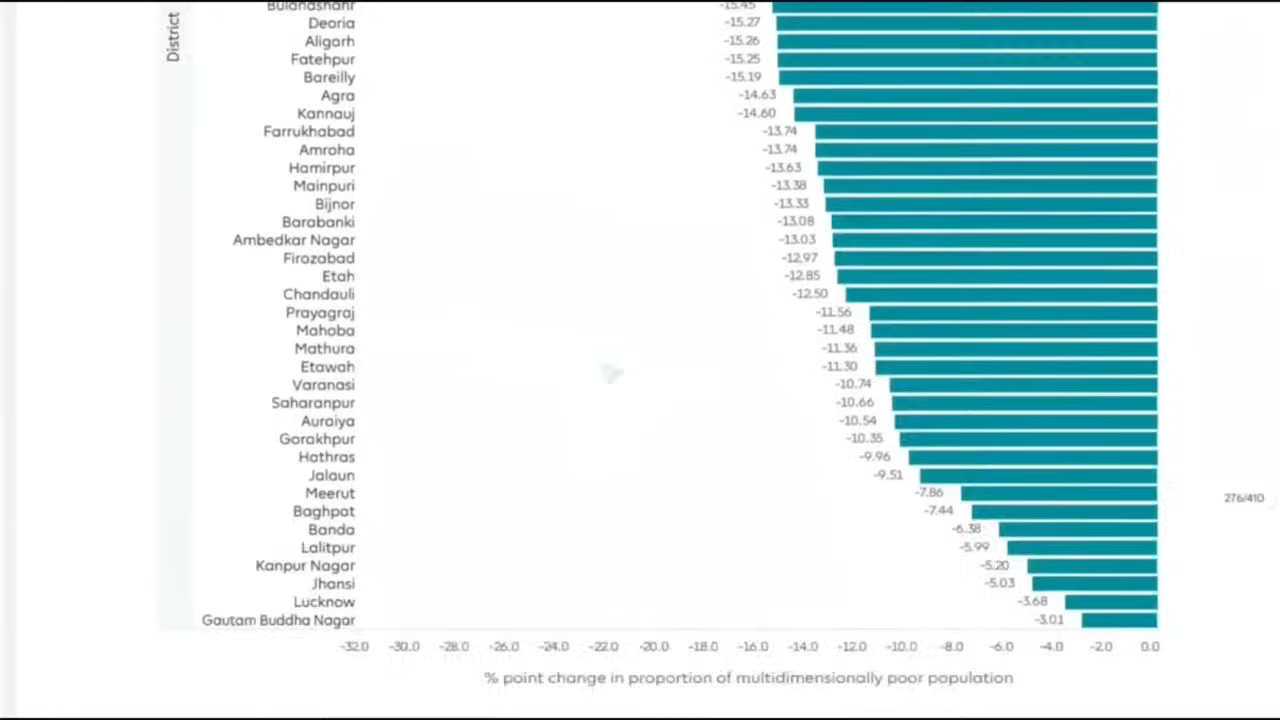 District
Bulandshahr -15.45
Deoria -15.27
Aligarh -15.26
Fatehpur -15.25
Bareilly -15.19
Agra -14.63
Kannauj -14.60
Farrukhabad -13.74
Amroha -13.74
Hamirpur -13.63
Mainpuri -13.38
Bijnor -13.33
Barabanki -13.08
Ambedkar Nagar -13.03
Firozabad -12.97
Etah -12.85
Chandauli -12.50
Prayagraj -11.56
Mahoba -11.48
Mathura -11.36
Etawah -11.30
Varanasi -10.74
Saharanpur -10.66
Auraiya -10.54
Gorakhpur -10.35
Hathras -9.96
Jalaun -9.51
Meerut -7.86
276/410
Baghpat -7.44
Banda -6.38
Lalitpur -5.99
Kanpur Nagar -5.20
Jhansi -5.03
Lucknow -3.68
Gautam Buddha Nagar -3.01
-32.0 -30.0 -28.0 -26.0 -24.0 -22.0 -20.0 -18.0 -16.0 -14.0 -12.0 -10.0 -8.0 -6.0 -4.0 -2.0 0.0
% point change in proportion of multidimensionally poor population